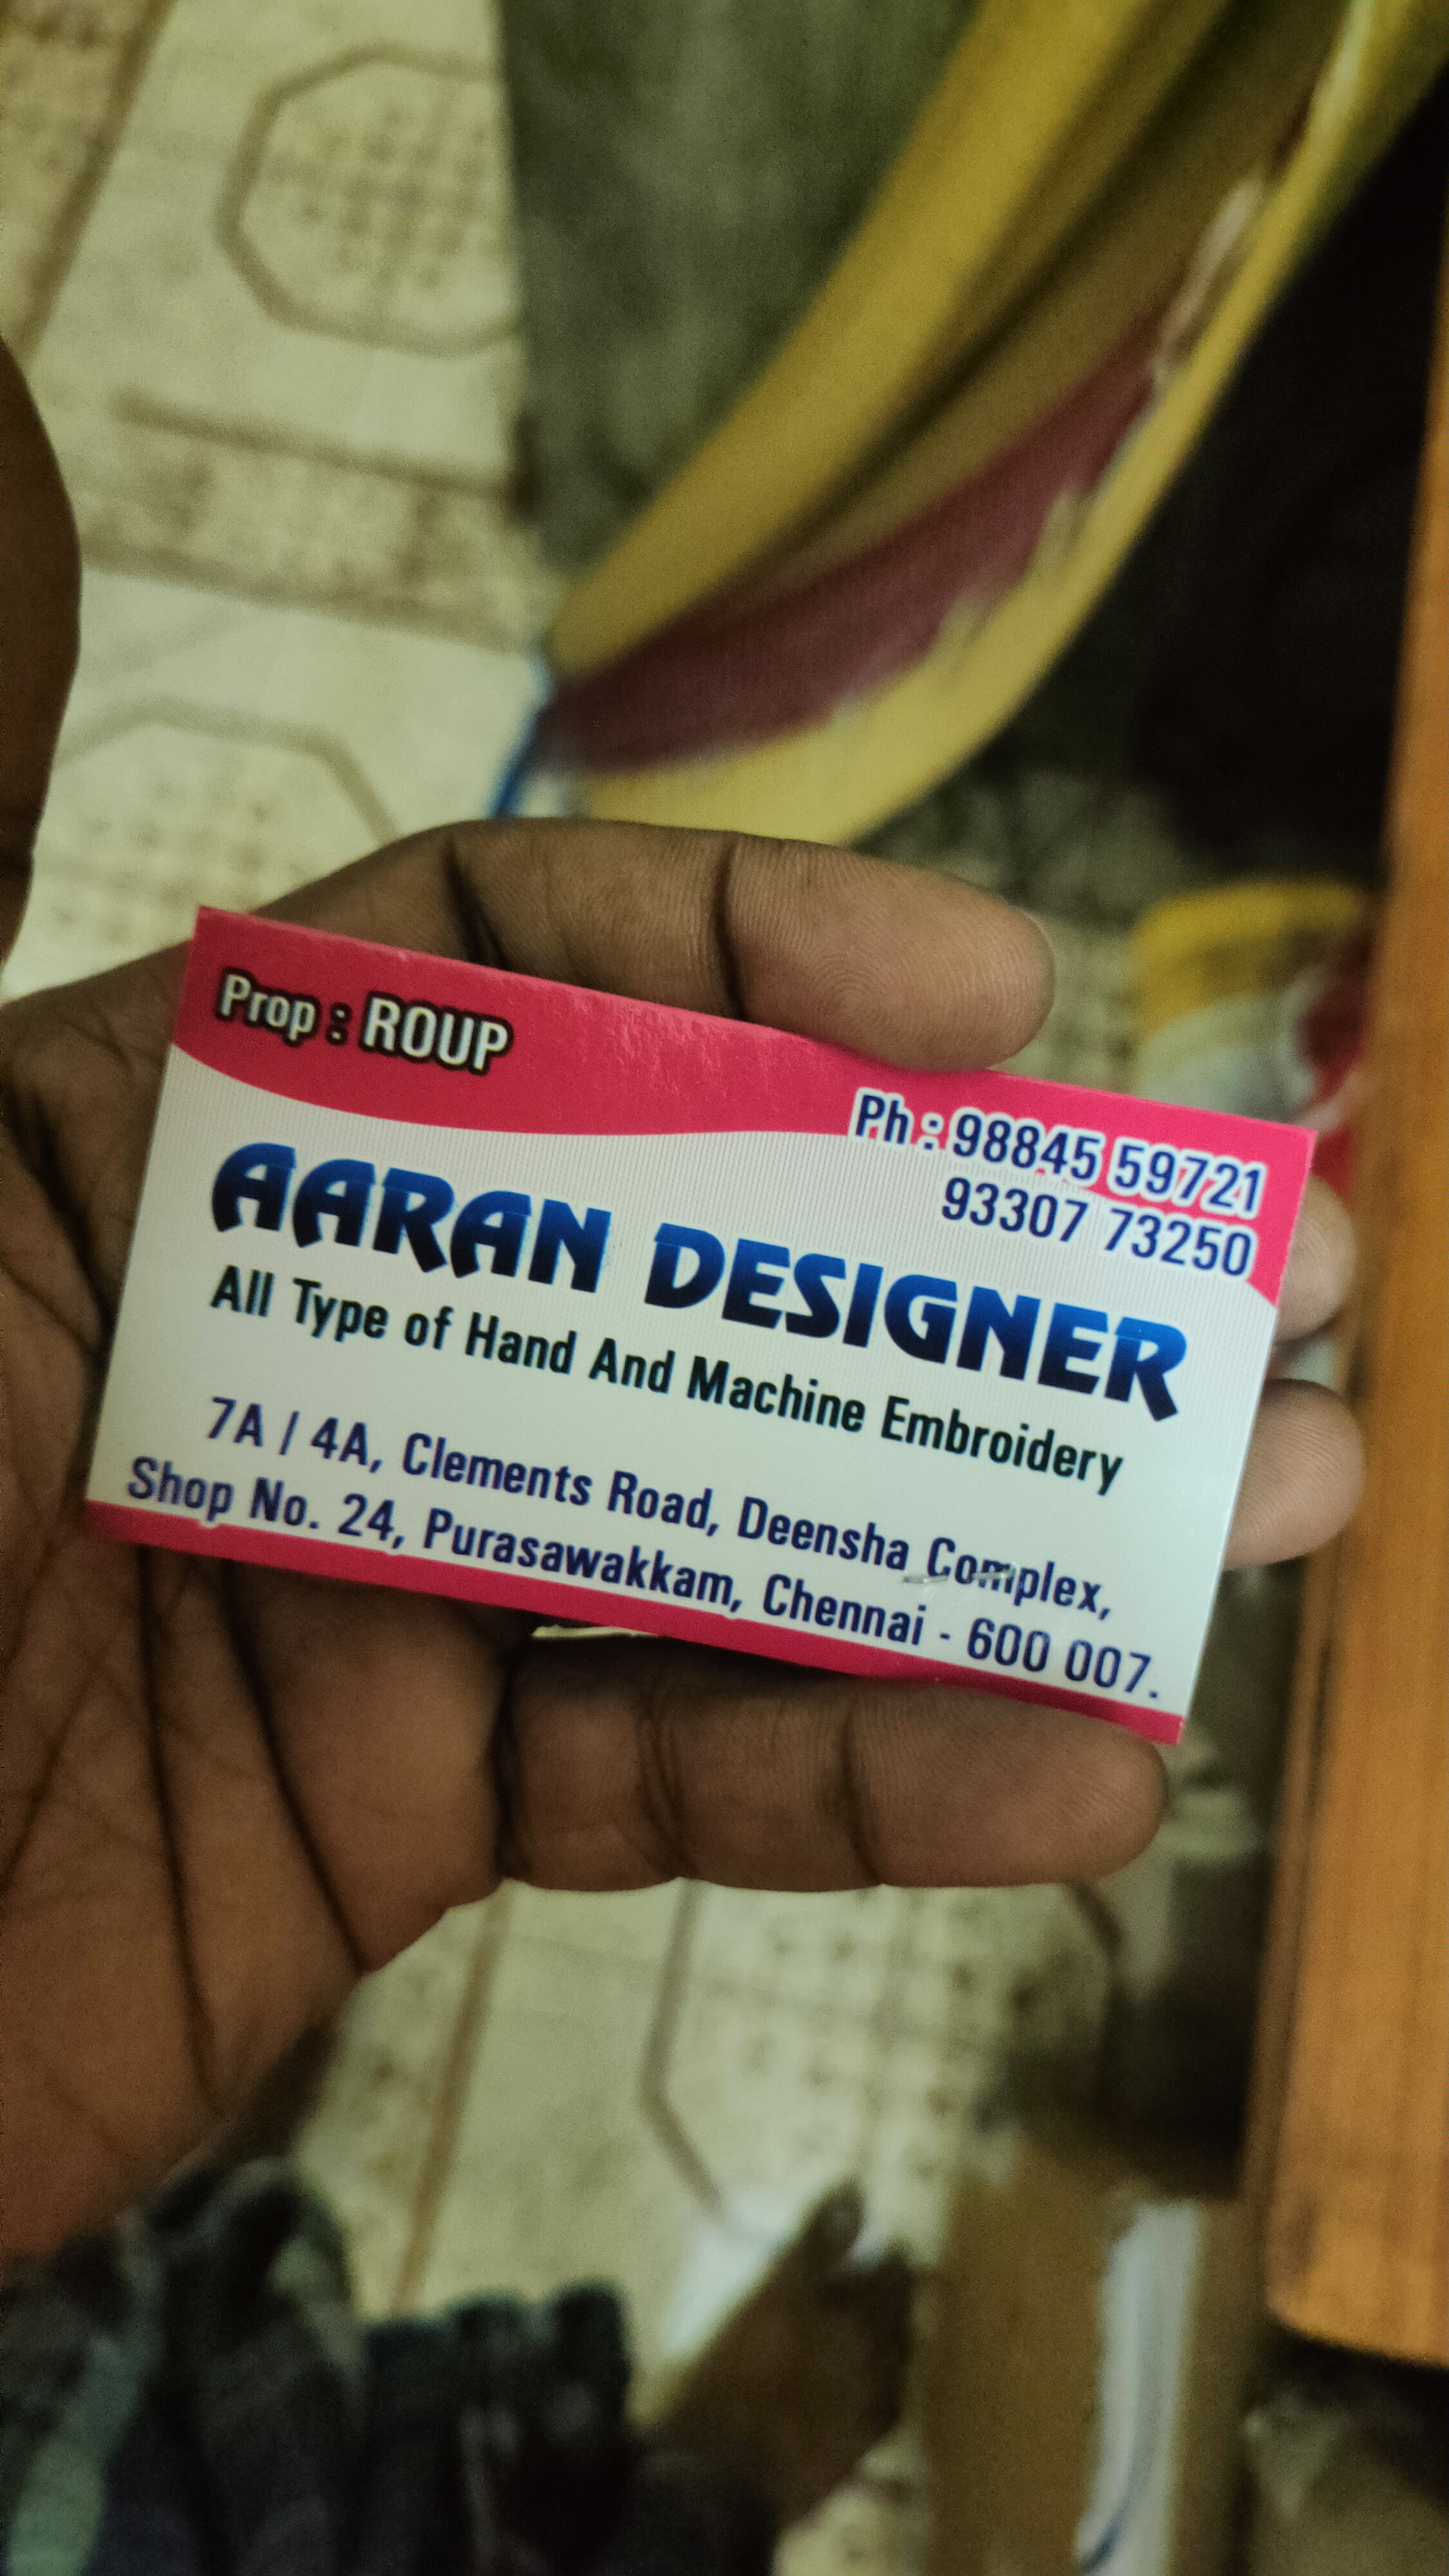 Prop : ROUP
Ph : 98845 59721
93307 73250
AARAN DESIGNER
All Type of Hand And Machine Embroidery
7A / 4A, Clements Road, Deensha Complex,
Shop No. 24, Purasawakkam, Chennai - 600 007.